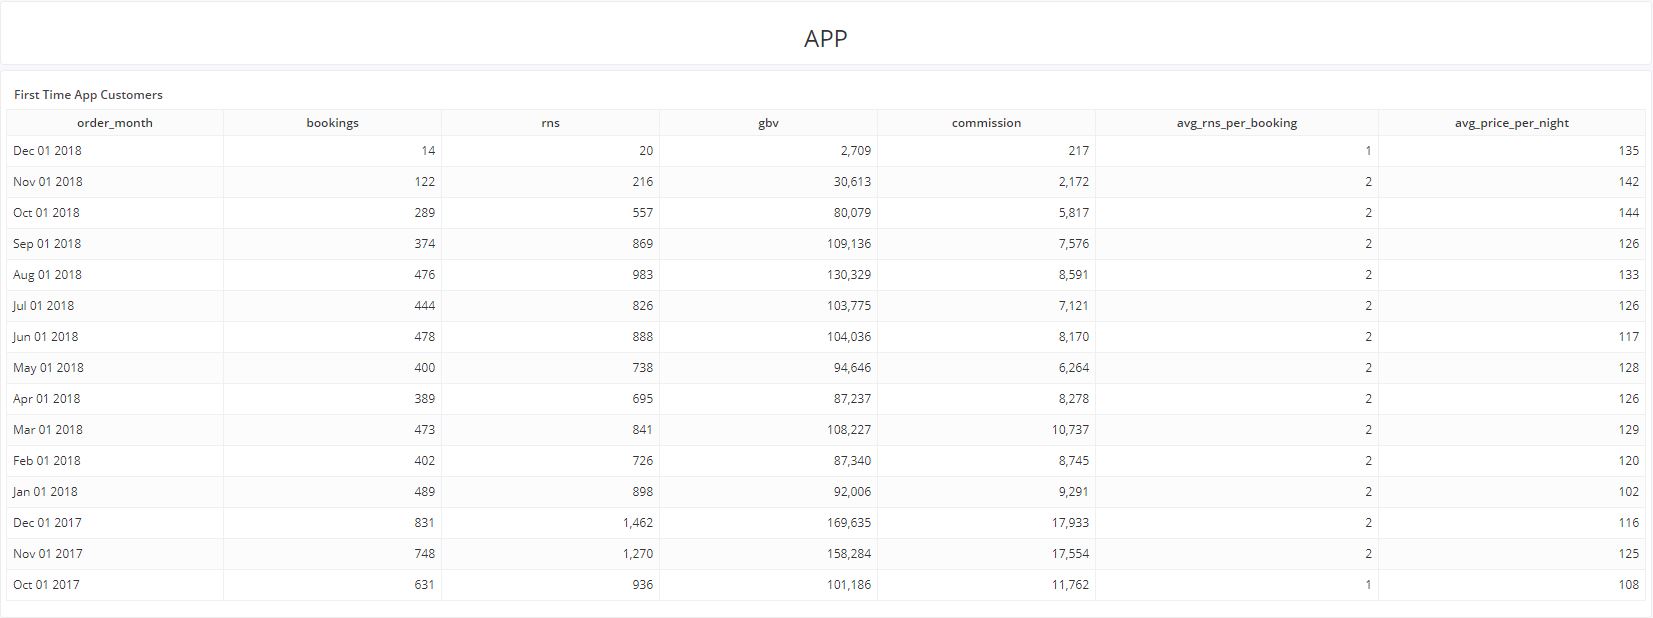 APP
First Time App Customers
order_month bookings rns gbv commission avg_rns_per_booking avg_price_per_night
Dec 01 2018 14 20 2,709 217 1 135
Nov 01 2018 122 216 30,613 2,172 2 142
Oct 01 2018 289 557 80,079 5,817 2 144
Sep 01 2018 374 869 109,136 7,576 2 126
Aug 01 2018 476 983 130,329 8,591 2 133
Jul 01 2018 444 826 103,775 7,121 2 126
Jun 01 2018 478 888 104,036 8,170 2 117
May 01 2018 400 738 94,646 6,264 2 128
Apr 01 2018 389 695 87,237 8,278 2 126
Mar 01 2018 473 841 108,227 10,737 2 129
Feb 01 2018 402 726 87,340 8,745 2 120
Jan 01 2018 489 898 92,006 9,291 2 102
Dec 01 2017 831 1,462 169,635 17,933 2 116
Nov 01 2017 748 1,270 158,284 17,554 2 125
Oct 01 2017 631 936 101,186 11,762 1 108